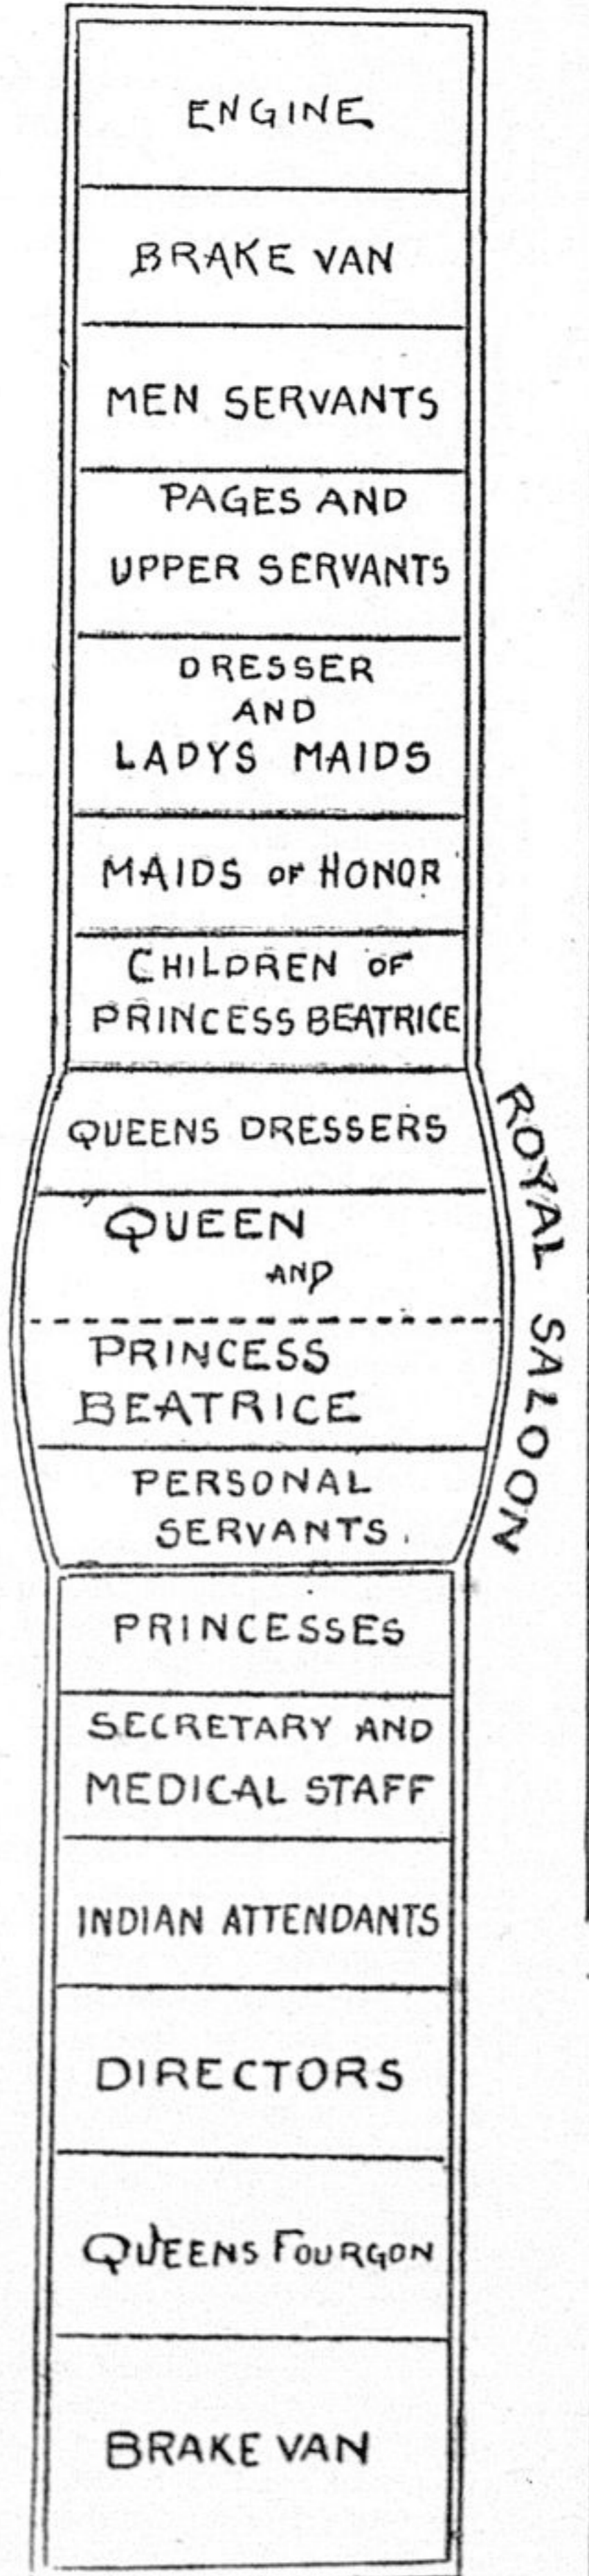 ENGINE
BRAKE VAN
MEN SERVANTS
PAGES AND
UPPER SERVANTS
DRESSER
AND
LADYS MAIDS
MAIDS OF HONOR
CHILDREN OF
PRINCESS BEATRICE
QUEENS DRESSERS
QUEEN
AND
PRINCESS
BEATRICE
PERSONAL
SERVANTS.
ROYAL SALOON
PRINCESSES
SECRETARY AND
MEDICAL STAFF
INDIAN ATTENDANTS
DIRECTORS
QUEENS FOURGON
BRAKE VAN